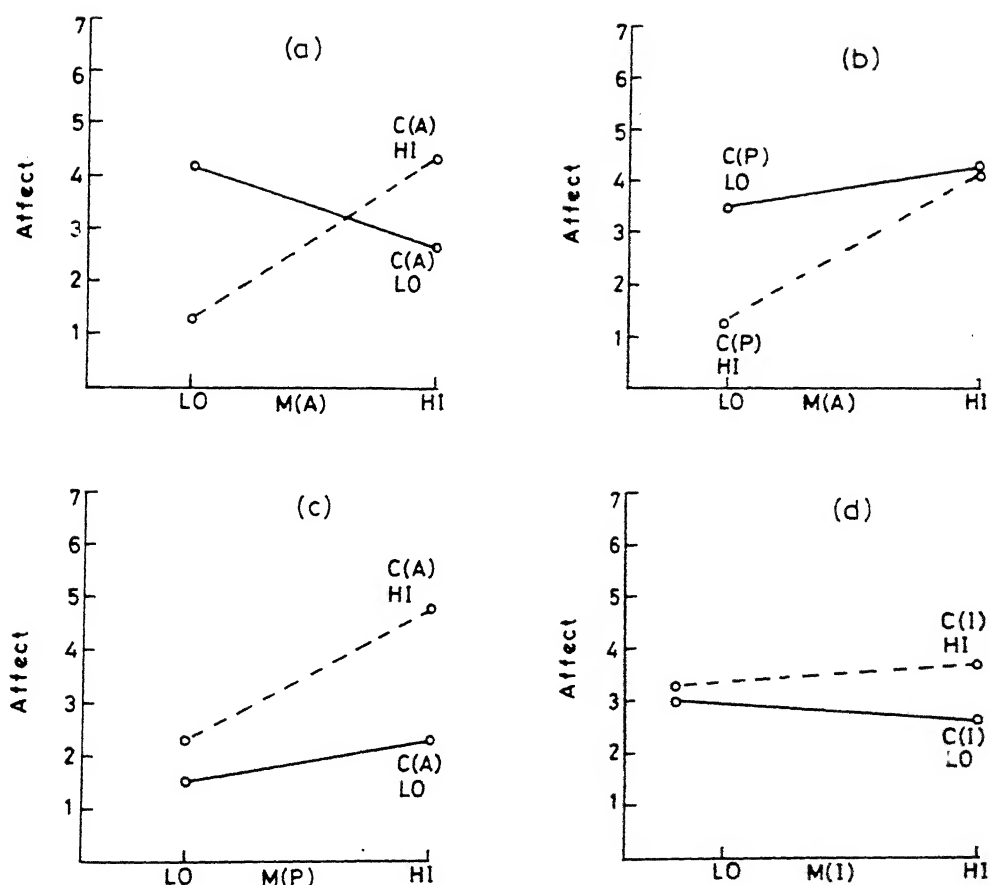 (a)
7
6
5
4
3
2
1
Affect
C(A)
HI
C(A)
LO
LO M(A) HI
(b)
7
6
5
4
3
2
1
Affect
C(P)
LO
C(P)
HI
LO M(A) HI
(c)
7
6
5
4
3
2
1
Affect
C(A)
HI
C(A)
LO
LO M(P) HI
(d)
7
6
5
4
3
2
1
Affect
C(I)
HI
C(I)
LO
LO M(I) HI